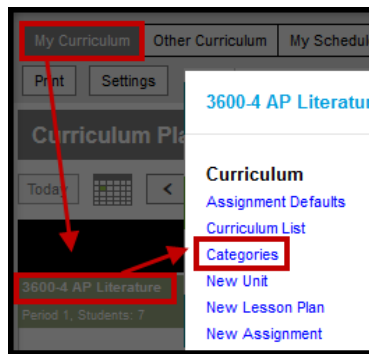 My Curriculum Other Curriculum My Schedul
Print Settings
3600-4 AP Literatur
Curriculum Pla
Curriculum
Today <
Assignment Defaults
Curriculum List
Categories
3600-4 AP Literature
New Unit
Period 1, Students: 7
New Lesson Plan
New Assignment